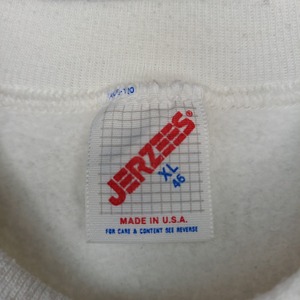 JERZEES®
XL
46
MADE IN U.S.A.
FOR CARE & CONTENT SEE REVERSE